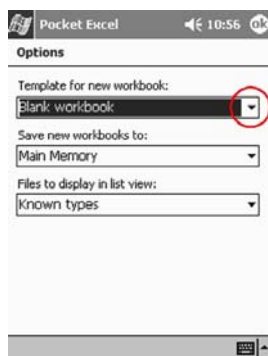 Pocket Excel 10:56 ok
Options
Template for new workbook:
Blank workbook
Save new workbooks to:
Main Memory
Files to display in list view:
Known types